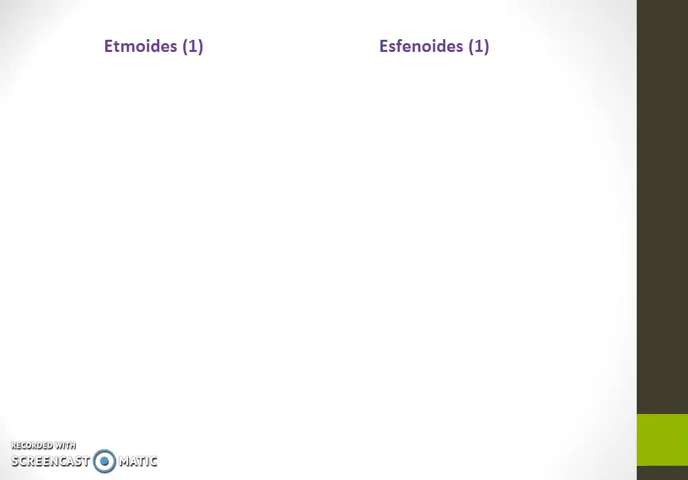 Etmoides (1)
Esfenoides (1)
RECORDED WITH
SCREENCAST MATIC